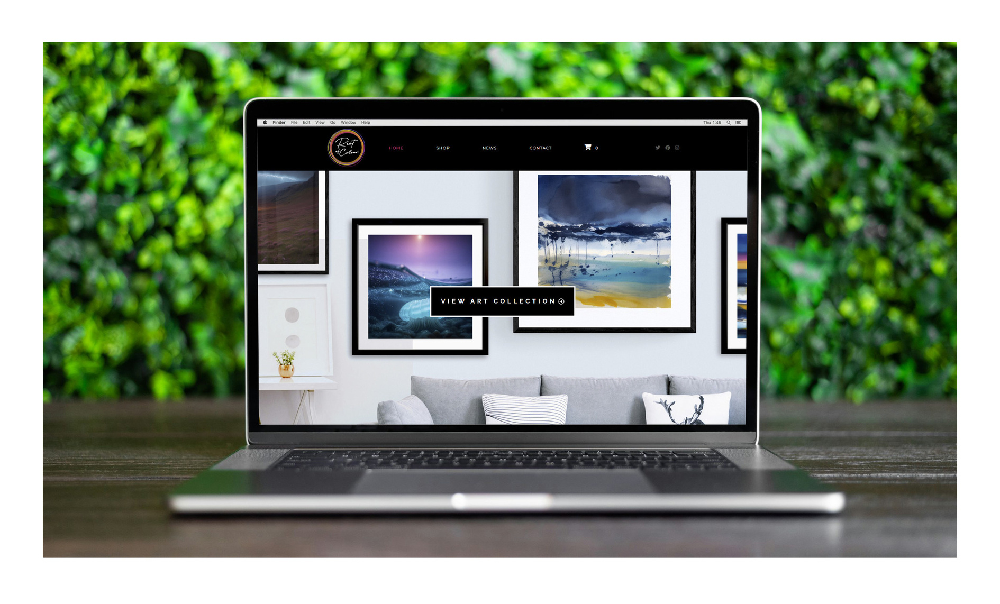 Finder File Edit View Go Window Help Thu 1:45
Riot
of Colour
HOME SHOP NEWS CONTACT 0
VIEW ART COLLECTION